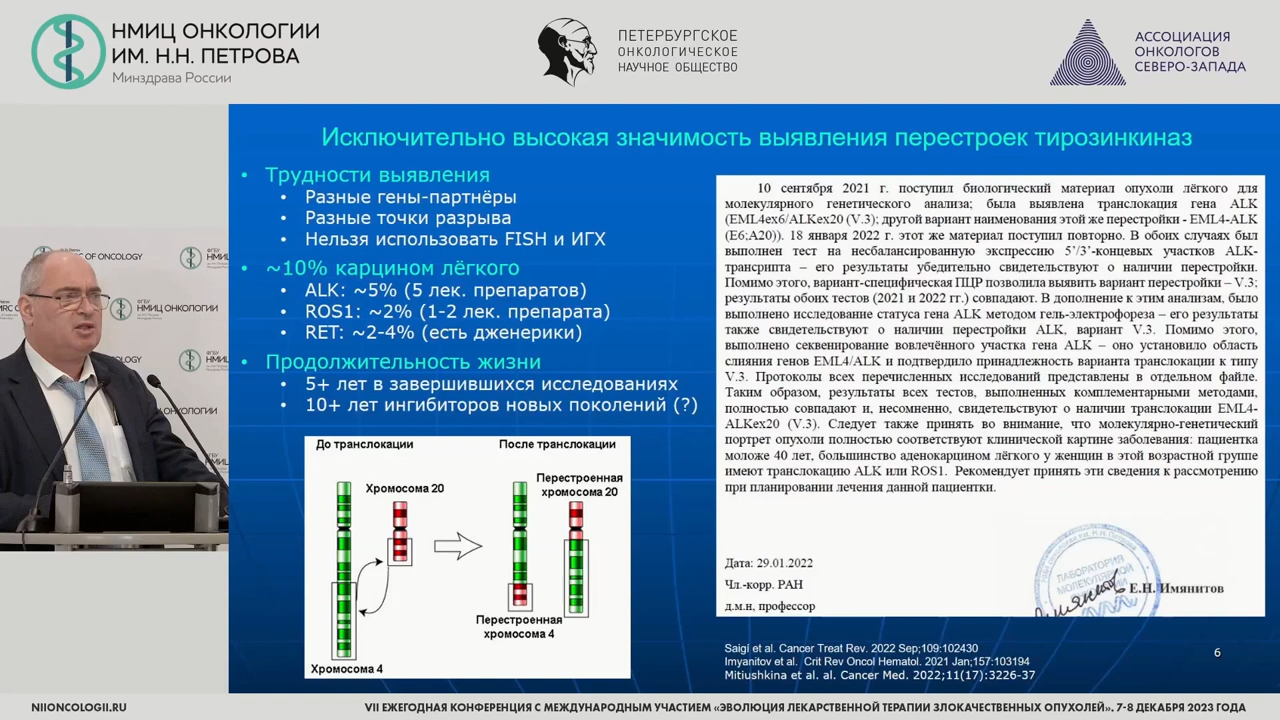 НМИЦ ОНКОЛОГИИ
ИМ. Н.Н. ПЕТРОВА
Минздрава России
ПЕТЕРБУРГСКОЕ
ОНКОЛОГИЧЕСКОЕ
НАУЧНОЕ ОБЩЕСТВО
АССОЦИАЦИЯ
ОНКОЛОГОВ
СЕВЕРО-ЗАПАДА
Исключительно высокая значимость выявления перестроек тирозинкиназ
• Трудности выявления
• Разные гены-партнёры
• Разные точки разрыва
• Нельзя использовать FISH и ИГХ
• ~10% карцином лёгкого
• ALK: ~5% (5 лек. препаратов)
• ROS1: ~2% (1-2 лек. препарата)
• RET: ~2-4% (есть дженерики)
• Продолжительность жизни
• 5+ лет в завершившихся исследованиях
• 10+ лет ингибиторов новых поколений (?)
До транслокации
После транслокации
Хромосома 20
Перестроенная
хромосома 20
Перестроенная
хромосома 4
Хромосома 4
10 сентября 2021 г. поступил биологический материал опухоли лёгкого для
молекулярного генетического анализа; была выявлена транслокация гена ALK
(EML4ex6/ALKex20 (V.3); другой вариант наименования этой же перестройки - EML4-ALK
(E6;A20)). 18 января 2022 г. этот же материал поступил повторно. В обоих случаях был
выполнен тест на несбалансированную экспрессию 5’/3’-концевых участков ALK-
трансрипта – его результаты убедительно свидетельствуют о наличии перестройки.
Помимо этого, вариант-специфическая ПЦР позволила выявить вариант перестройки – V.3;
результаты обоих тестов (2021 и 2022 гг.) совпадают. В дополнение к этим анализам, было
выполнено исследование статуса гена ALK методом гель-электрофореза – его результаты
также свидетельствуют о наличии перестройки ALK, вариант V.3. Помимо этого,
выполнено секвенирование вовлечённого участка гена ALK – оно установило область
слияния генов EML4/ALK и подтвердило принадлежность варианта транслокации к типу
V.3. Протоколы всех перечисленных исследований представлены в отдельном файле.
Таким образом, результаты всех тестов, выполненных комплементарными методами,
полностью совпадают и, несомненно, свидетельствуют о наличии транслокации EML4-
ALKex20 (V.3). Следует также принять во внимание, что молекулярно-генетический
портрет опухоли полностью соответствуют клинической картине заболевания: пациентка
моложе 40 лет, большинство аденокарцином лёгкого у женщин в этой возрастной группе
имеют транслокацию ALK или ROS1. Рекомендует принять эти сведения к рассмотрению
при планировании лечения данной пациентки.
Дата: 29.01.2022
Чл.-корр. РАН
д.м.н, профессор
ЛАБОРАТОРИЯ
МОЛЕКУЛЯРНОЙ
Е.Н. Имянитов
Saigí et al. Cancer Treat Rev. 2022 Sep;109:102430
Imyanitov et al. Crit Rev Oncol Hematol. 2021 Jan;157:103194
Mitiushkina et al. al. Cancer Med. 2022;11(17):3226-37
6
NIIONCOLOGII.RU
VII ЕЖЕГОДНАЯ КОНФЕРЕНЦИЯ С МЕЖДУНАРОДНЫМ УЧАСТИЕМ «ЭВОЛЮЦИЯ ЛЕКАРСТВЕННОЙ ТЕРАПИИ ЗЛОКАЧЕСТВЕННЫХ ОПУХОЛЕЙ». 7-8 ДЕКАБРЯ 2023 ГОДА